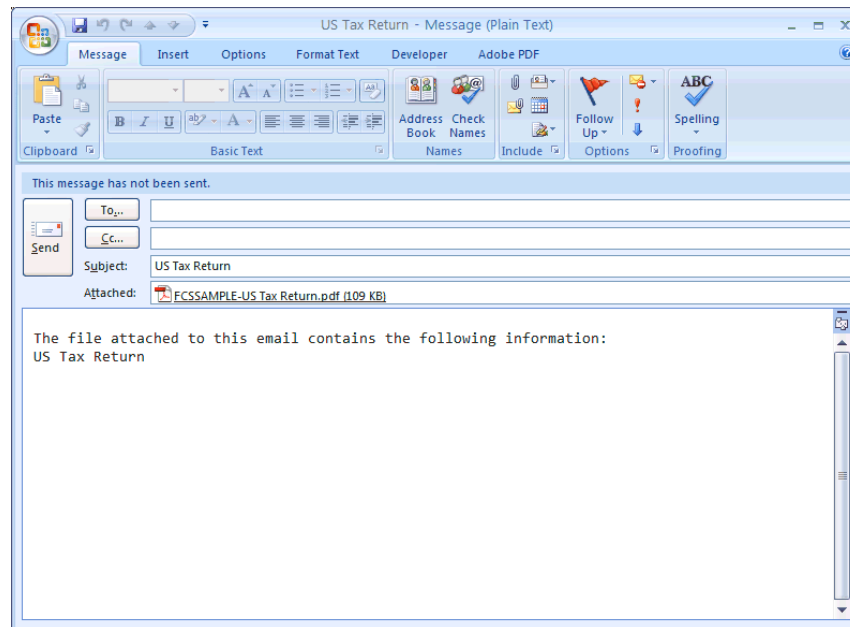 US Tax Return - Message (Plain Text)
Message Insert Options Format Text Developer Adobe PDF
Paste
Clipboard
B I U ab A
Basic Text
Address Book
Check Names
Names
Include
Follow Up
Options
ABC
Spelling
Proofing
This message has not been sent.
Send
To...
Cc...
Subject: US Tax Return
Attached: FCSSAMPLE-US Tax Return.pdf (109 KB)
The file attached to this email contains the following information:
US Tax Return